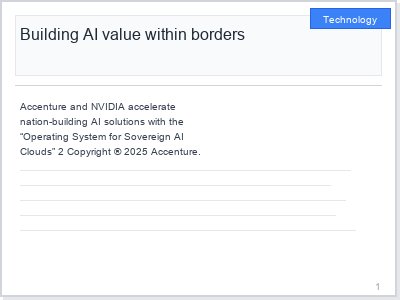 Technology
Building AI value within borders
Accenture and NVIDIA accelerate
nation-building AI solutions with the
"Operating System for Sovereign AI
Clouds" 2 Copyright ® 2025 Accenture.
1